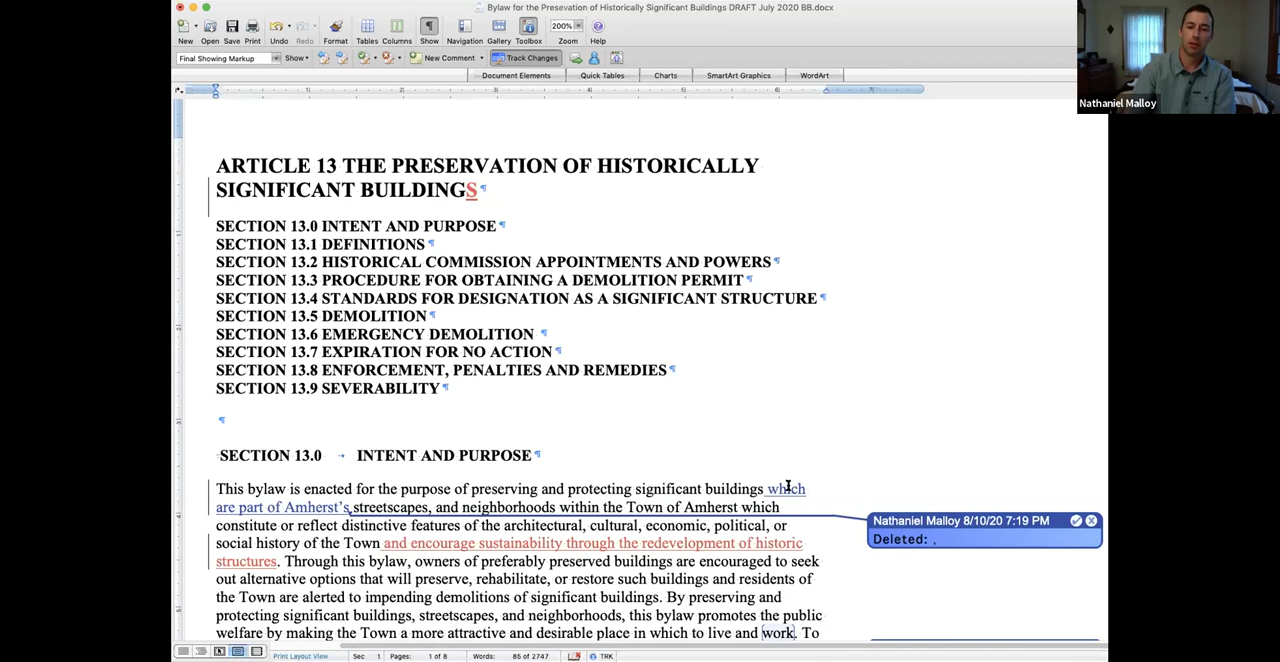 Bylaw for the Presevation of Historically Significant Buildings DRAFT July 2020 BB.docx
200%
New Open Save Print Undo Redo Format Tables Columns Show Navigation Gallery Toolbox Zoom Help
Final Showing Markup Show New Comment Track Changes
Document Elements Quick Tables Charts SmartArt Graphics WordArt
Nathaniel Malloy
ARTICLE 13 THE PRESERVATION OF HISTORICALLY
SIGNIFICANT BUILDINGS
SECTION 13.0 INTENT AND PURPOSE
SECTION 13.1 DEFINITIONS
SECTION 13.2 HISTORICAL COMMISSION APPOINTMENTS AND POWERS
SECTION 13.3 PROCEDURE FOR OBTAINING A DEMOLITION PERMIT
SECTION 13.4 STANDARDS FOR DESIGNATION AS A SIGNIFICANT STRUCTURE
SECTION 13.5 DEMOLITION
SECTION 13.6 EMERGENCY DEMOLITION
SECTION 13.7 EXPIRATION FOR NO ACTION
SECTION 13.8 ENFORCEMENT, PENALTIES AND REMEDIES
SECTION 13.9 SEVERABILITY
SECTION 13.0 INTENT AND PURPOSE
This bylaw is enacted for the purpose of preserving and protecting significant buildings which
are part of Amherst's streetscapes, and neighborhoods within the Town of Amherst which
constitute or reflect distinctive features of the architectural, cultural, economic, political, or
social history of the Town and encourage sustainability through the redevelopment of historic
structures. Through this bylaw, owners of preferably preserved buildings are encouraged to seek
out alternative options that will preserve, rehabilitate, or restore such buildings and residents of
the Town are alerted to impending demolitions of significant buildings. By preserving and
protecting significant buildings, streetscapes, and neighborhoods, this bylaw promotes the public
welfare by making the Town a more attractive and desirable place in which to live and work. To
Nathaniel Malloy 8/10/20 7:19 PM
Deleted: ,
Print Layout View Sec 1 Pages: 1 of 8 Words: 85 of 2747 TRK